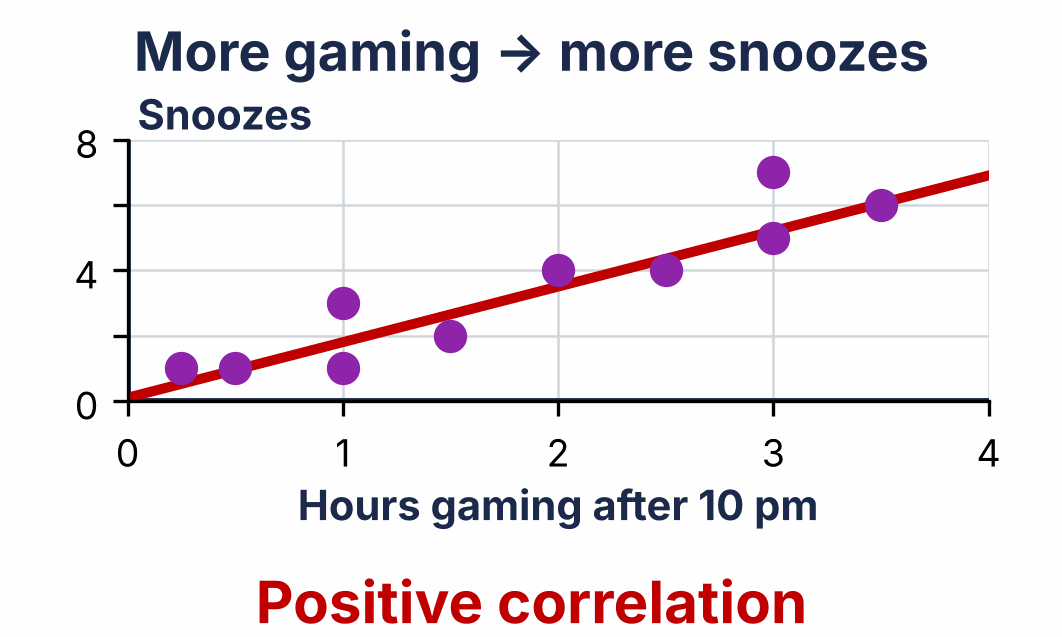 More gaming → more snoozes
Snoozes
8
4
0
0 1 2 3 4
Hours gaming after 10 pm
Positive correlation